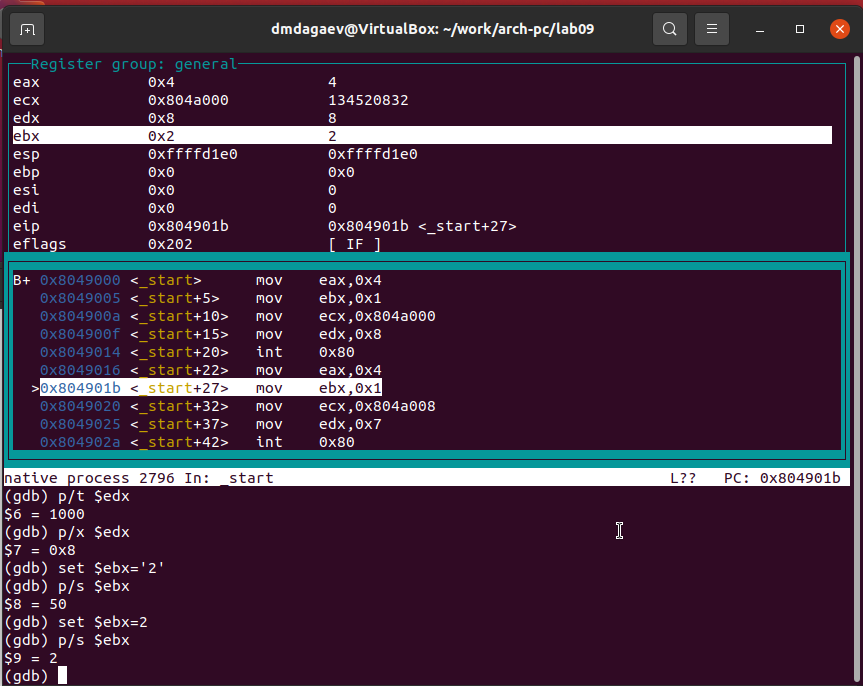 dmdagaev@VirtualBox: ~/work/arch-pc/lab09
Register group: general
eax 0x4 4
ecx 0x804a000 134520832
edx 0x8 8
ebx 0x2 2
esp 0xffffd1e0 0xffffd1e0
ebp 0x0 0x0
esi 0x0 0
edi 0x0 0
eip 0x804901b 0x804901b <_start+27>
eflags 0x202 [ IF ]
B+ 0x8049000 <_start> mov eax,0x4
0x8049005 <_start+5> mov ebx,0x1
0x804900a <_start+10> mov ecx,0x804a000
0x804900f <_start+15> mov edx,0x8
0x8049014 <_start+20> int 0x80
0x8049016 <_start+22> mov eax,0x4
>0x804901b <_start+27> mov ebx,0x1
0x8049020 <_start+32> mov ecx,0x804a008
0x8049025 <_start+37> mov edx,0x7
0x804902a <_start+42> int 0x80
native process 2796 In: _start L?? PC: 0x804901b
(gdb) p/t $edx
$6 = 1000
(gdb) p/x $edx
$7 = 0x8
(gdb) set $ebx='2'
(gdb) p/s $ebx
$8 = 50
(gdb) set $ebx=2
(gdb) p/s $ebx
$9 = 2
(gdb)